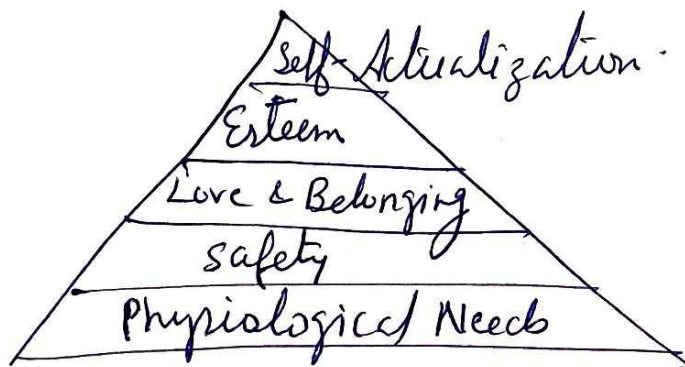 Self-Actualization.
Esteem
Love & Belonging
Safety
Physiological Needs